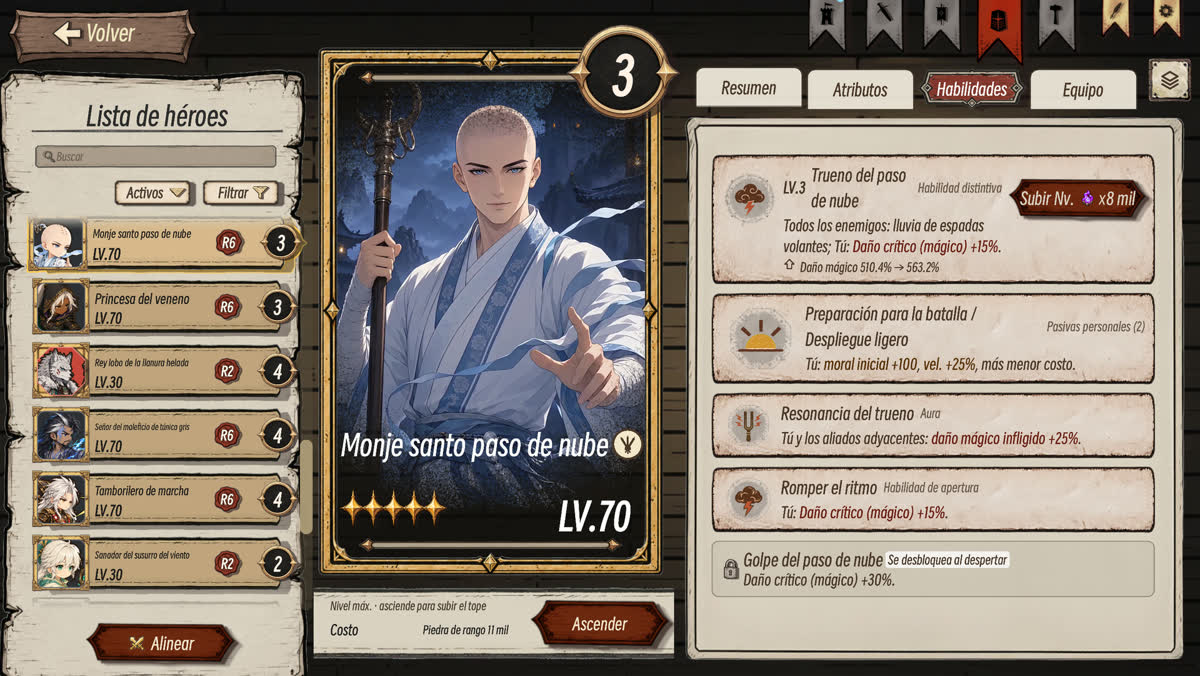 Volver
Lista de héroes
Buscar
Activos
Filtrar
Monje santo paso de nube
LV.70
R6
3
Princesa del veneno
LV.70
R6
3
Rey lobo de la llanura helada
LV.30
R2
4
Señor del maleficio de túnica gris
LV.70
R6
4
Tamborilero de marcha
LV.70
R6
4
Sanador del susurro del viento
LV.30
R2
2
Alinear
3
Monje santo paso de nube
LV.70
Nivel máx. · asciende para subir el tope
Costo
Piedra de rango 11 mil
Ascender
Resumen
Atributos
Habilidades
Equipo
LV.3
Trueno del paso
de nube
Habilidad distintiva
Subir Nv. x8 mil
Todos los enemigos: lluvia de espadas
volantes; Tú: Daño crítico (mágico) +15%.
Daño mágico 510.4% → 563.2%
Preparación para la batalla /
Despliegue ligero
Pasivas personales (2)
Tú: moral inicial +100, vel. +25%, más menor costo.
Resonancia del trueno Aura
Tú y los aliados adyacentes: daño mágico infligido +25%.
Romper el ritmo Habilidad de apertura
Tú: Daño crítico (mágico) +15%.
Golpe del paso de nube Se desbloquea al despertar
Daño crítico (mágico) +30%.